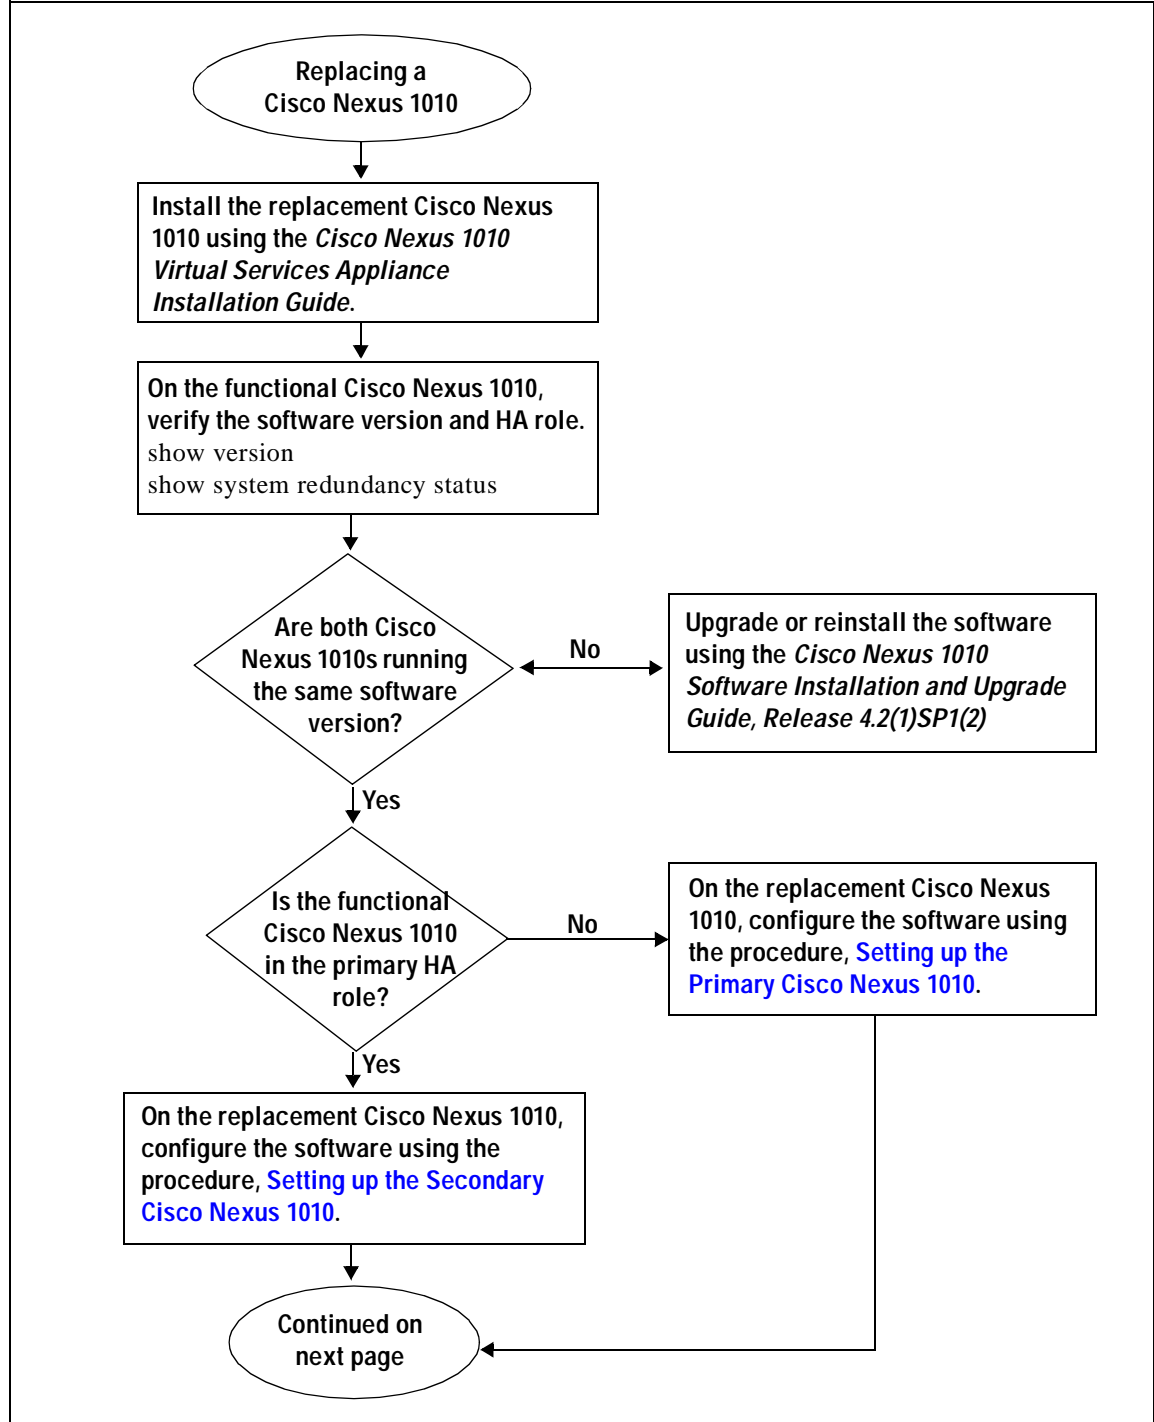 Replacing a
Cisco Nexus 1010
Install the replacement Cisco Nexus
1010 using the Cisco Nexus 1010
Virtual Services Appliance
Installation Guide.
On the functional Cisco Nexus 1010,
verify the software version and HA role.
show version
show system redundancy status
Are both Cisco
Nexus 1010s running
the same software
version?
No
Upgrade or reinstall the software
using the Cisco Nexus 1010
Software Installation and Upgrade
Guide, Release 4.2(1)SP1(2)
Yes
Is the functional
Cisco Nexus 1010
in the primary HA
role?
No
On the replacement Cisco Nexus
1010, configure the software using
the procedure, Setting up the
Primary Cisco Nexus 1010.
Yes
On the replacement Cisco Nexus 1010,
configure the software using the
procedure, Setting up the Secondary
Cisco Nexus 1010.
Continued on
next page